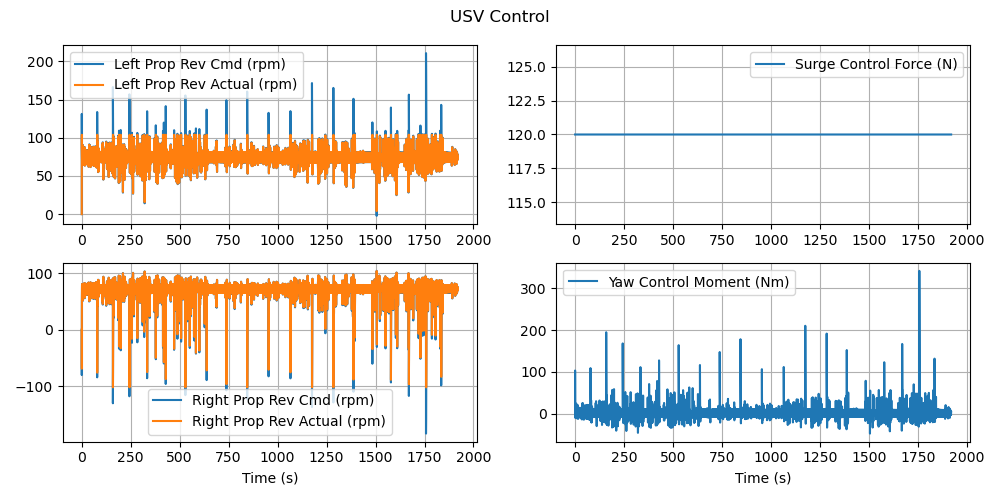 USV Control
Left Prop Rev Cmd (rpm)
Left Prop Rev Actual (rpm)
200
150
100
50
0
0 250 500 750 1000 1250 1500 1750 2000
Surge Control Force (N)
125.0
122.5
120.0
117.5
115.0
0 250 500 750 1000 1250 1500 1750 2000
100
0
−100
Right Prop Rev Cmd (rpm)
Right Prop Rev Actual (rpm)
0 250 500 750 1000 1250 1500 1750 2000
Time (s)
Yaw Control Moment (Nm)
300
200
100
0
0 250 500 750 1000 1250 1500 1750 2000
Time (s)